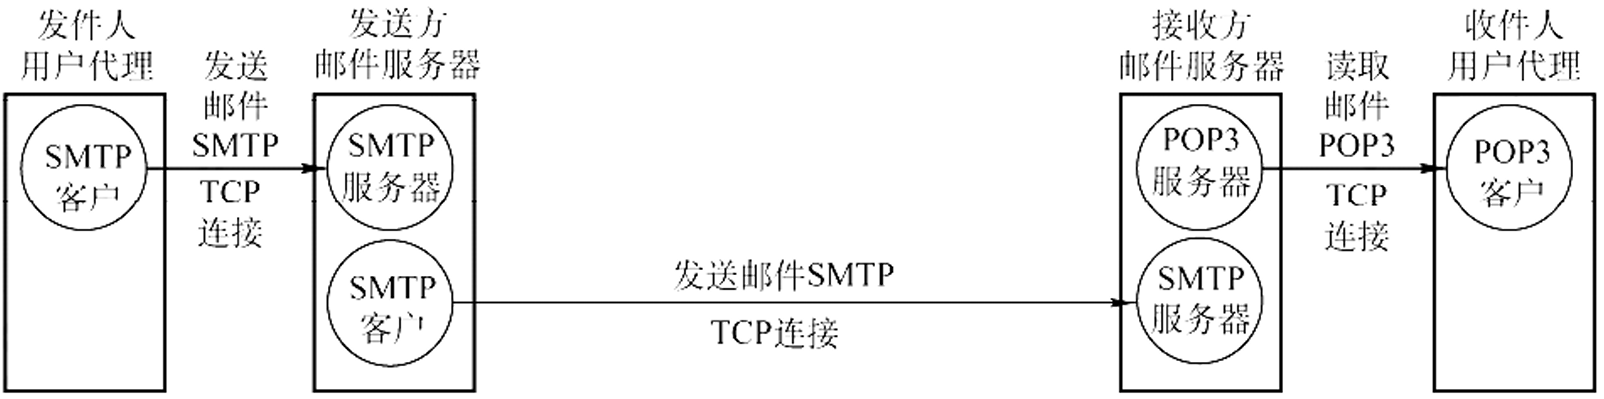 发件人
用户代理
发送
邮件
SMTP
TCP
连接
SMTP
客户
发送方
邮件服务器
SMTP
服务器
SMTP
客户
发送邮件SMTP
TCP连接
接收方
邮件服务器
POP3
服务器
SMTP
服务器
读取
邮件
POP3
TCP
连接
收件人
用户代理
POP3
客户